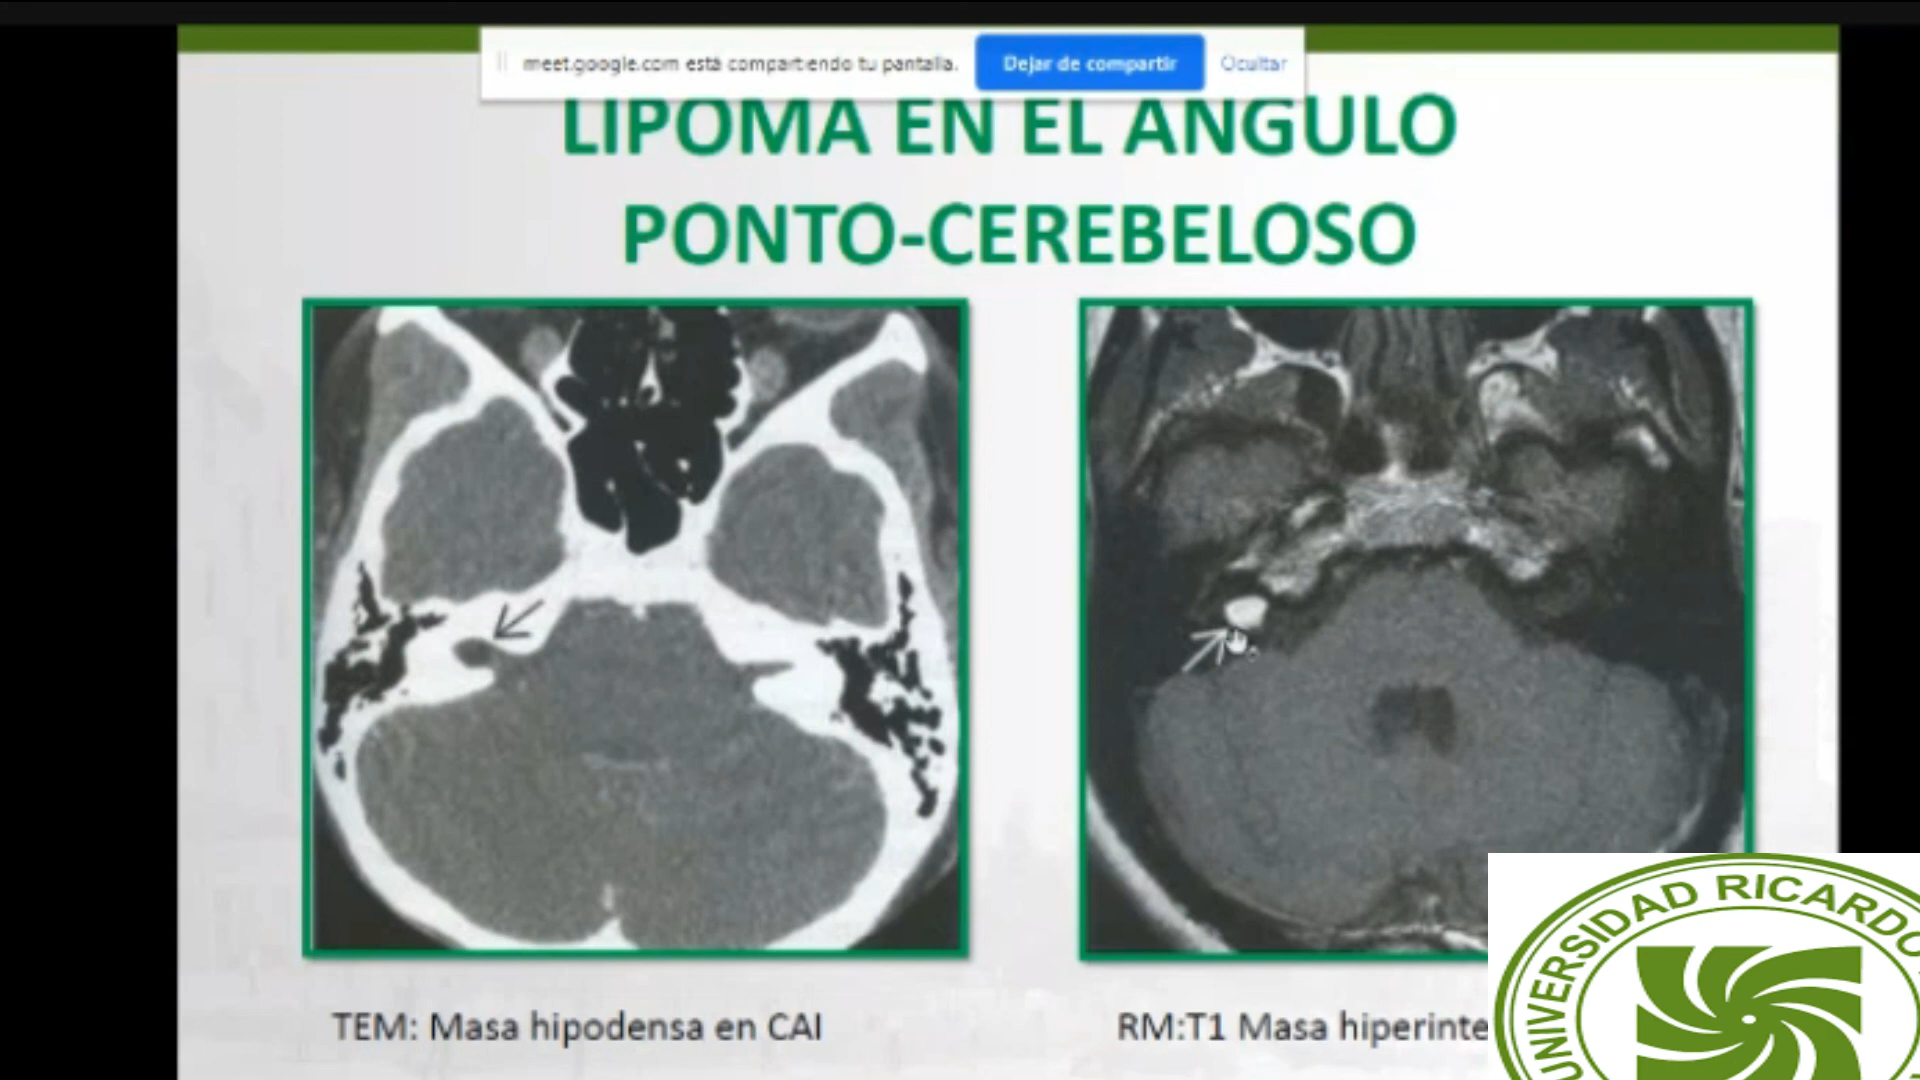 meet.google.com está compartiendo tu pantalla.
Dejar de compartir
Ocultar
LIPOMA EN EL ANGULO
PONTO-CEREBELOSO
TEM: Masa hipodensa en CAI
RM:T1 Masa hiperinte
UNIVERSIDAD RICARDO